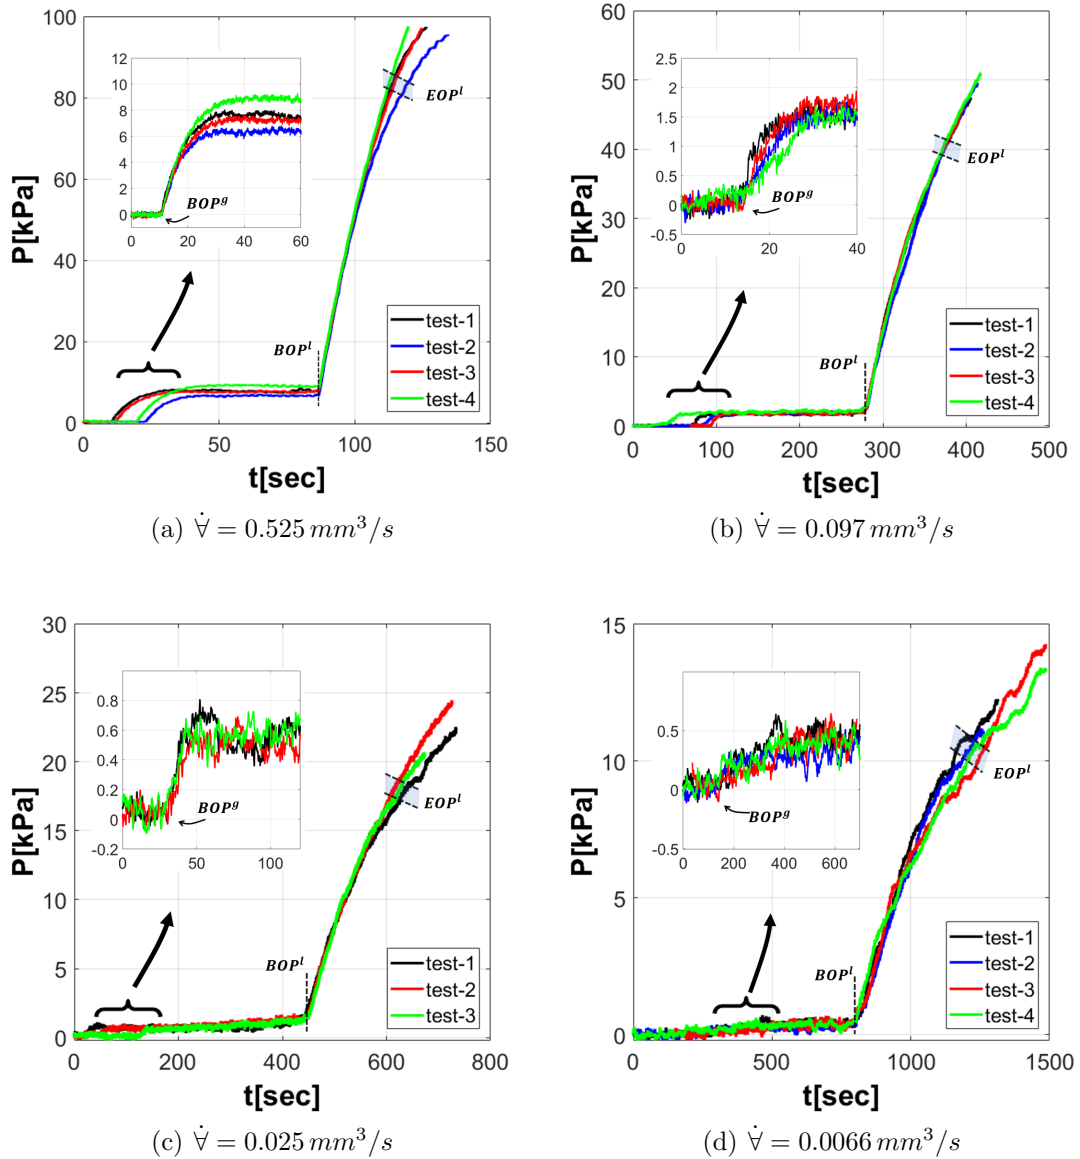 P[kPa]
100
80
60
40
20
0
12
10
8
6
4
2
0
0 20 40 60
BOP^g
EOP^l
BOP^l
test-1
test-2
test-3
test-4
0 50 100 150
t[sec]
(a) ∀̇ = 0.525 mm³/s
P[kPa]
60
50
40
30
20
10
0
2.5
2
1.5
1
0.5
0
-0.5
0 20 40
BOP^g
EOP^l
BOP^l
test-1
test-2
test-3
test-4
0 100 200 300 400 500
t[sec]
(b) ∀̇ = 0.097 mm³/s
P[kPa]
30
25
20
15
10
5
0
0.8
0.6
0.4
0.2
0
-0.2
0 50 100
BOP^g
EOP^l
BOP^l
test-1
test-2
test-3
0 200 400 600 800
t[sec]
(c) ∀̇ = 0.025 mm³/s
P[kPa]
15
10
5
0
0.5
0
-0.5
0 200 400 600
BOP^g
EOP^l
BOP^l
test-1
test-2
test-3
test-4
0 500 1000 1500
t[sec]
(d) ∀̇ = 0.0066 mm³/s